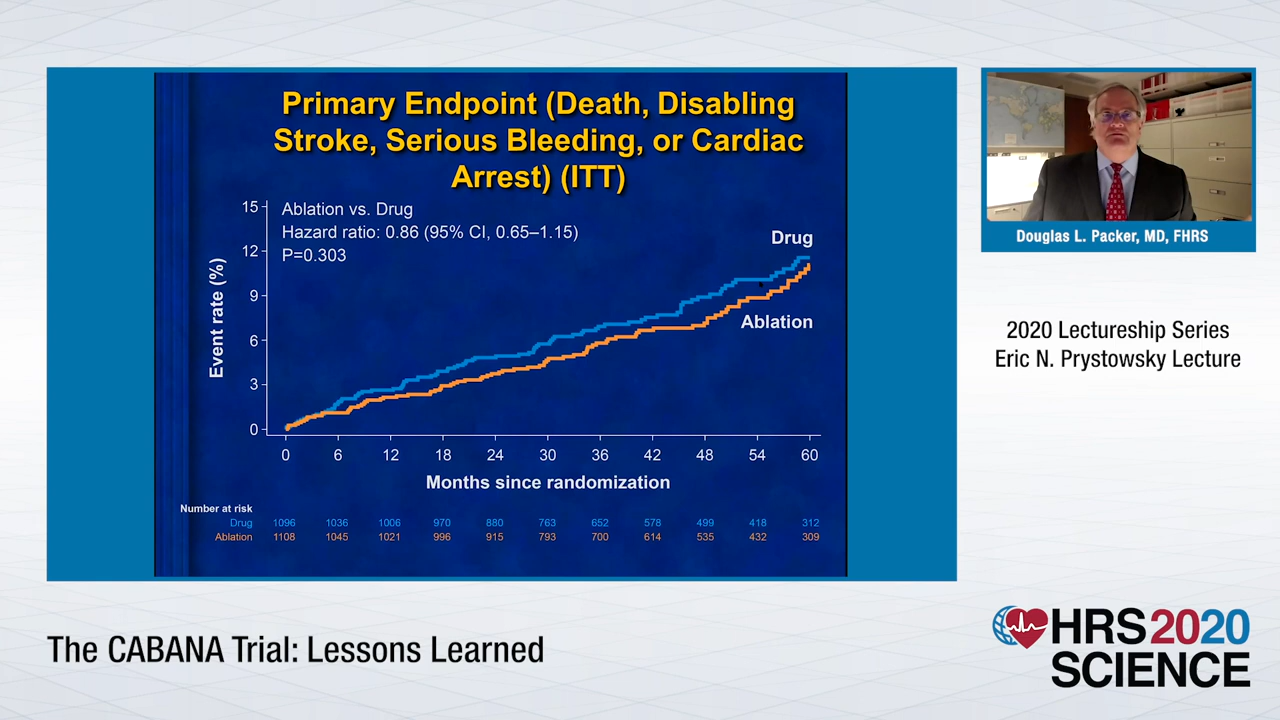 Primary Endpoint (Death, Disabling
Stroke, Serious Bleeding, or Cardiac
Arrest) (ITT)
Ablation vs. Drug
Hazard ratio: 0.86 (95% CI, 0.65–1.15)
P=0.303
Event rate (%)
15
12
9
6
3
0
Drug
Ablation
0 6 12 18 24 30 36 42 48 54 60
Months since randomization
Number at risk
Drug 1096 1036 1006 970 880 763 652 578 499 418 312
Ablation 1108 1045 1021 996 915 793 700 614 535 432 309
Douglas L. Packer, MD, FHRS
2020 Lectureship Series
Eric N. Prystowsky Lecture
The CABANA Trial: Lessons Learned
HRS2020
SCIENCE